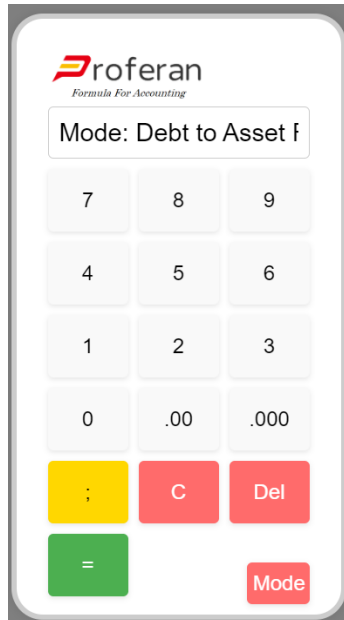 Proferan
Formula For Accounting
Mode: Debt to Asset
7 8 9
4 5 6
1 2 3
0 .00 .000
; C Del
=
Mode